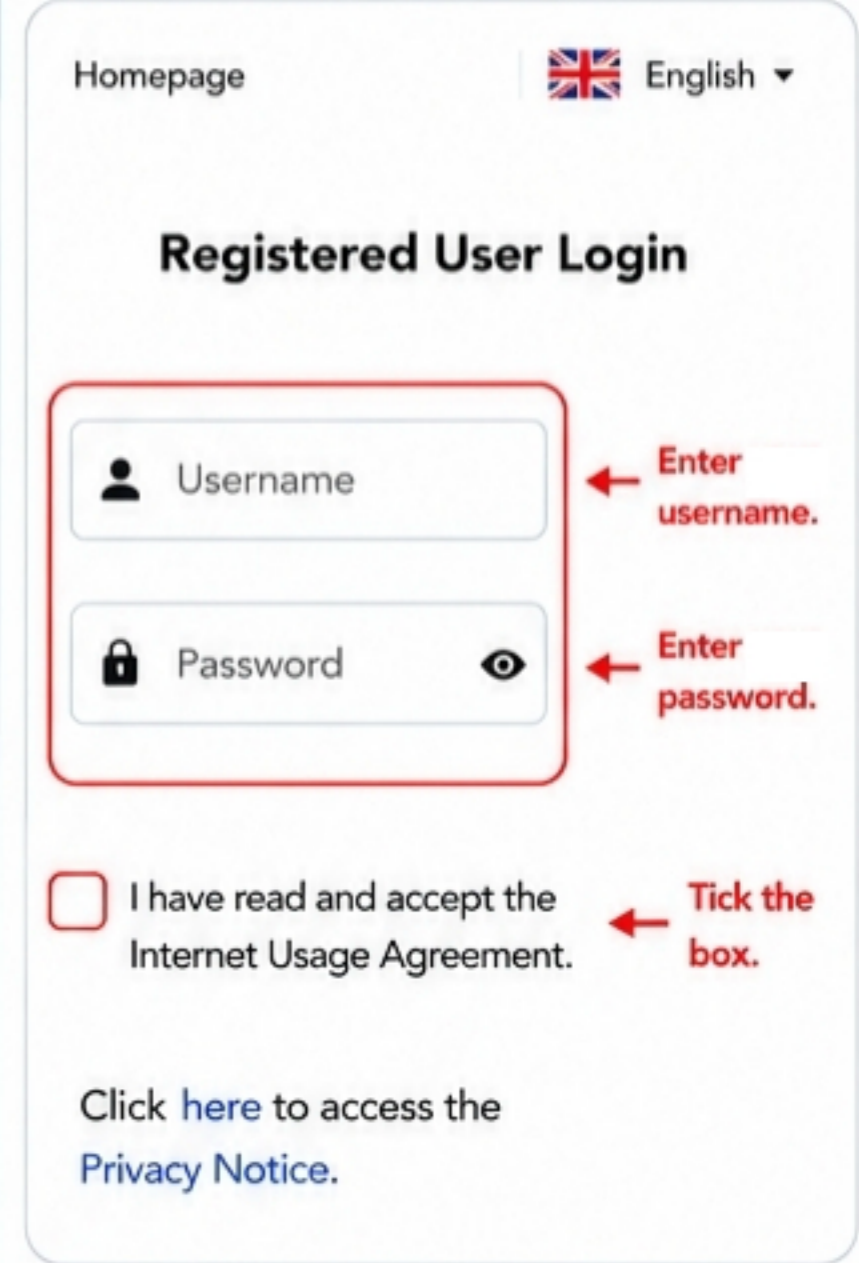 Homepage
English
Registered User Login
Username
Enter
username.
Password
Enter
password.
I have read and accept the
Internet Usage Agreement.
Tick the
box.
Click here to access the
Privacy Notice.